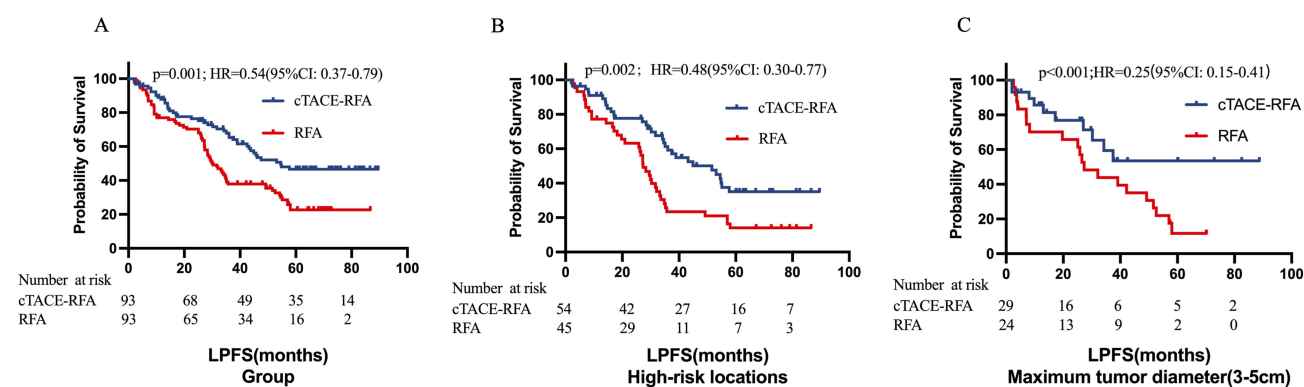 A
p=0.001; HR=0.54(95%CI: 0.37-0.79)
cTACE-RFA
RFA
Probability of Survival
100
80
60
40
20
0
0 20 40 60 80 100
Number at risk
cTACE-RFA 93 68 49 35 14
RFA 93 65 34 16 2
LPFS(months)
Group
B
p=0.002; HR=0.48(95%CI: 0.30-0.77)
cTACE-RFA
RFA
Probability of Survival
100
80
60
40
20
0
0 20 40 60 80 100
Number at risk
cTACE-RFA 54 42 27 16 7
RFA 45 29 11 7 3
LPFS(months)
High-risk locations
C
p<0.001;HR=0.25(95%CI: 0.15-0.41)
cTACE-RFA
RFA
Probability of Survival
100
80
60
40
20
0
0 20 40 60 80 100
Number at risk
cTACE-RFA 29 16 6 5 2
RFA 24 13 9 2 0
LPFS(months)
Maximum tumor diameter(3-5cm)